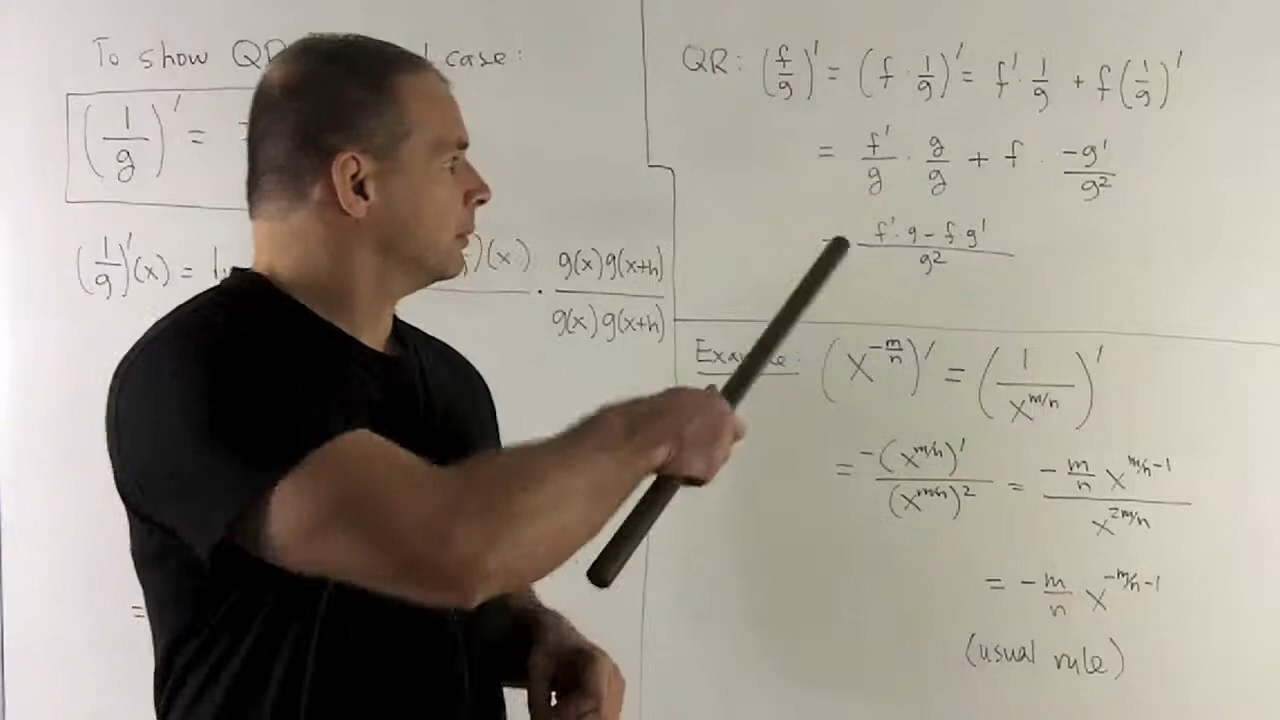 To show QR case:
(1/g)' =
(1/g)'(x) = )(x) · g(x)g(x+h) / g(x)g(x+h)
=
QR: (f/g)' = (f · 1/g)' = f' · 1/g + f(1/g)'
= f'/g · g/g + f · -g'/g²
f' · g - f · g' / g²
Example: (x^{-m/n})' = (1/x^{m/n})'
= -(x^{m/n})' / (x^{m/n})² = -m/n x^{m/n-1} / x^{2m/n}
= -m/n x^{-m/n-1}
(usual rule)